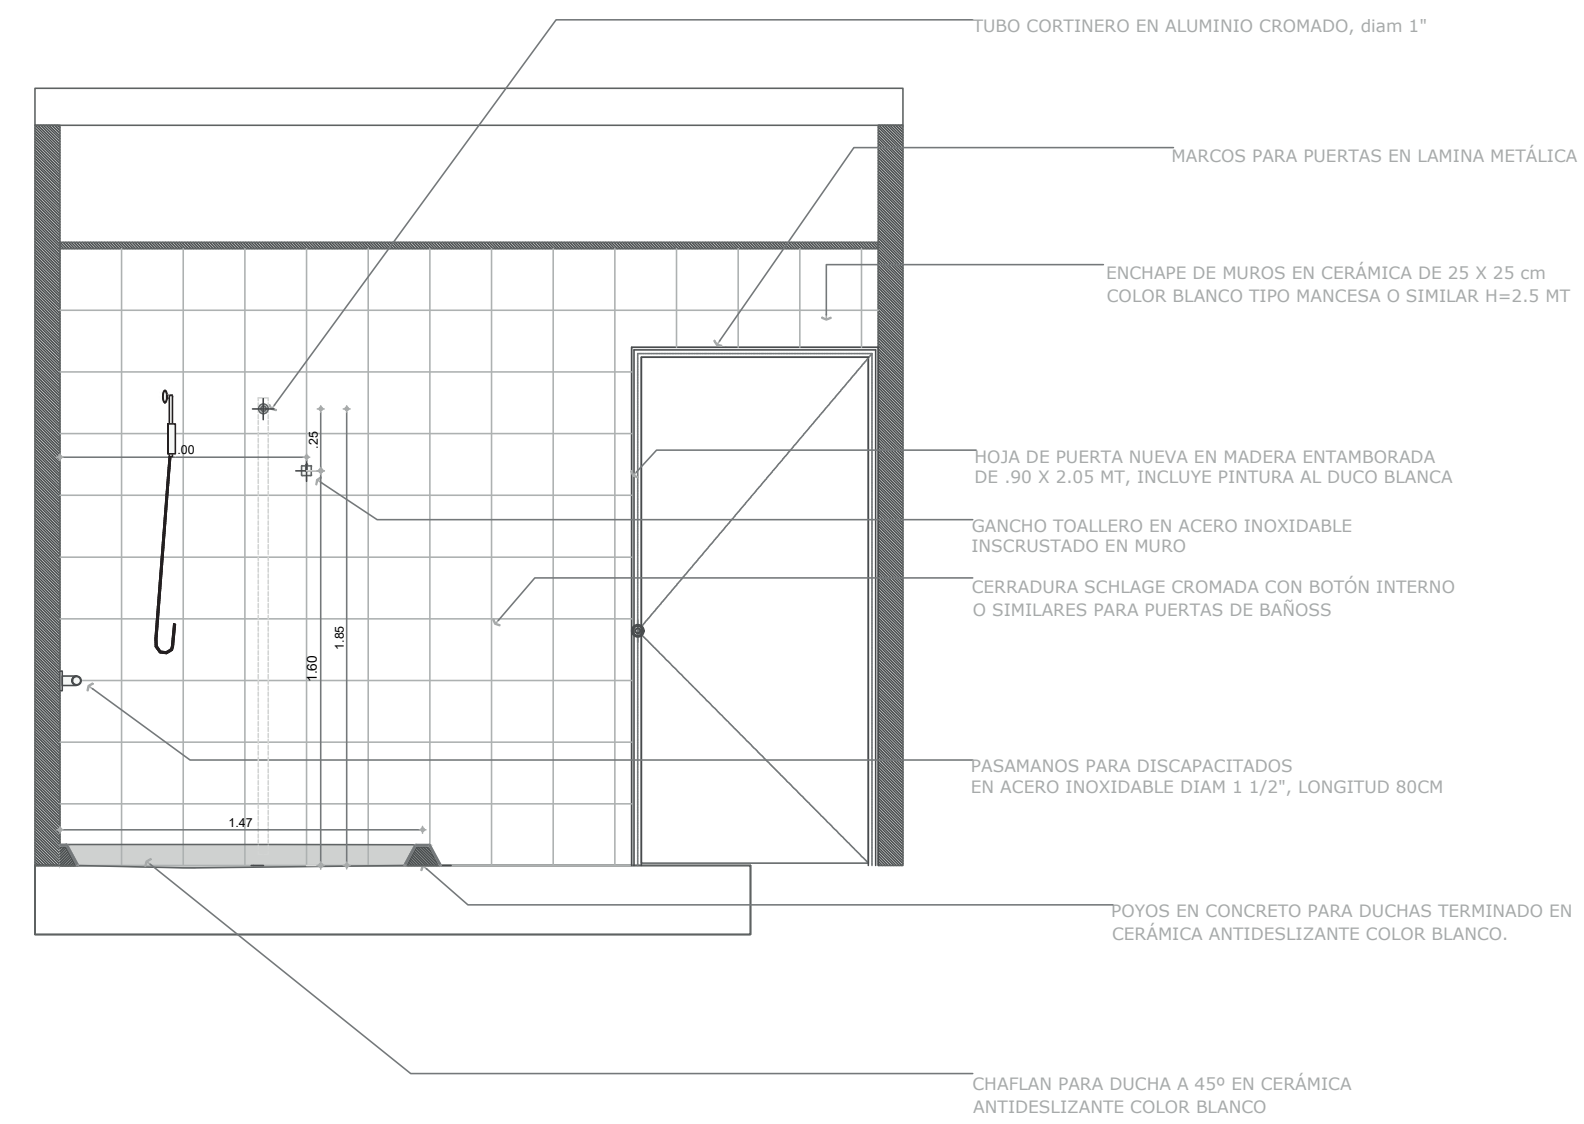 TUBO CORTINERO EN ALUMINIO CROMADO, diam 1"
MARCOS PARA PUERTAS EN LAMINA METÁLICA
ENCHAPE DE MUROS EN CERÁMICA DE 25 X 25 cm
COLOR BLANCO TIPO MANCESA O SIMILAR H=2.5 MT
.25
.00
HOJA DE PUERTA NUEVA EN MADERA ENTAMBORADA
DE .90 X 2.05 MT, INCLUYE PINTURA AL DUCO BLANCA
GANCHO TOALLERO EN ACERO INOXIDABLE
INSCRUSTADO EN MURO
CERRADURA SCHLAGE CROMADA CON BOTÓN INTERNO
O SIMILARES PARA PUERTAS DE BAÑOSS
1.85
1.60
PASAMANOS PARA DISCAPACITADOS
EN ACERO INOXIDABLE DIAM 1 1/2", LONGITUD 80CM
1.47
POYOS EN CONCRETO PARA DUCHAS TERMINADO EN
CERÁMICA ANTIDESLIZANTE COLOR BLANCO.
CHAFLAN PARA DUCHA A 45º EN CERÁMICA
ANTIDESLIZANTE COLOR BLANCO